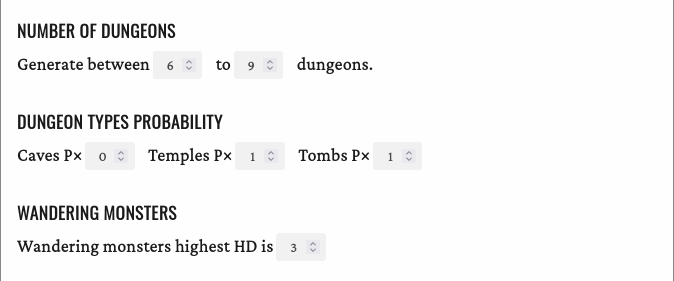 NUMBER OF DUNGEONS
Generate between 6 to 9 dungeons.
DUNGEON TYPES PROBABILITY
Caves P× 0 Temples P× 1 Tombs P× 1
WANDERING MONSTERS
Wandering monsters highest HD is 3